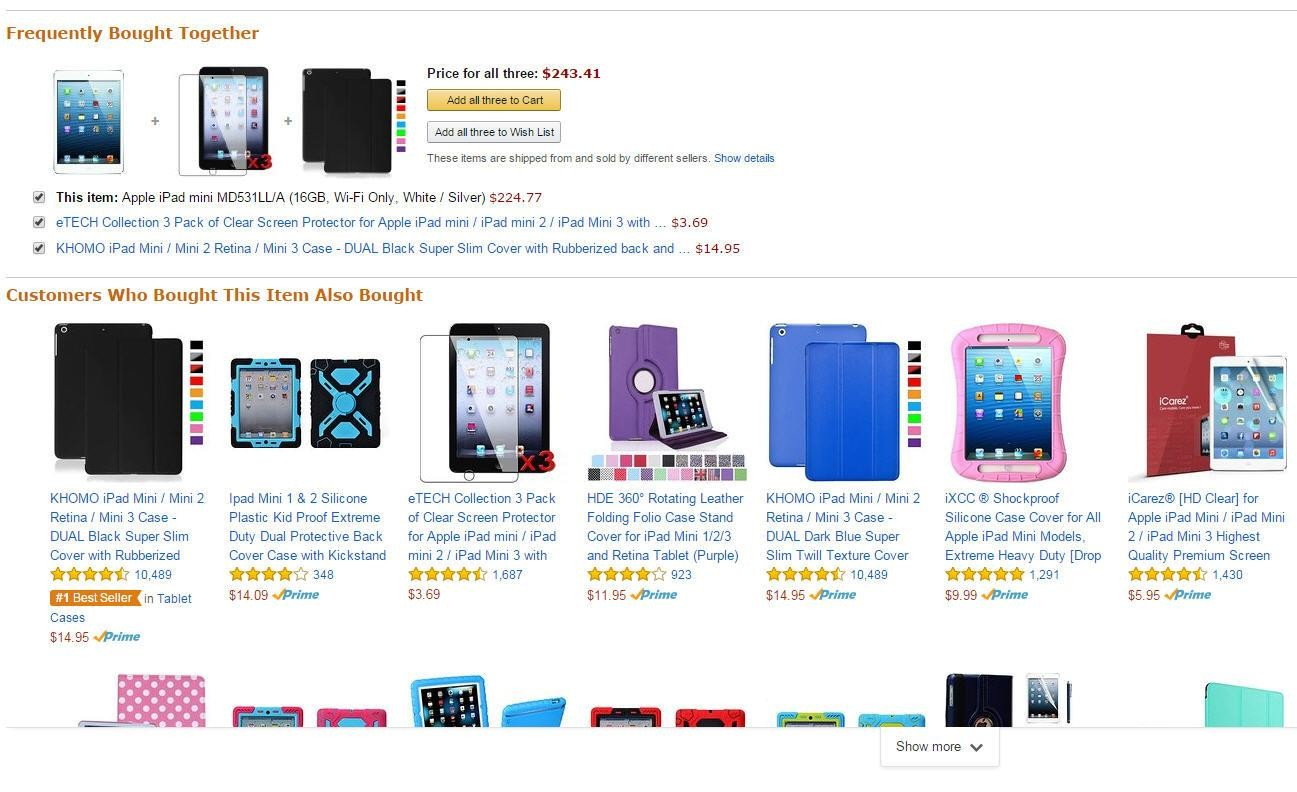 Frequently Bought Together
Price for all three: $243.41
Add all three to Cart
+
+
x3
Add all three to Wish List
These items are shipped from and sold by different sellers. Show details
This item: Apple iPad mini MD531LL/A (16GB, Wi-Fi Only, White / Silver) $224.77
eTECH Collection 3 Pack of Clear Screen Protector for Apple iPad mini / iPad mini 2 / iPad Mini 3 with ... $3.69
KHOMO iPad Mini / Mini 2 Retina / Mini 3 Case - DUAL Black Super Slim Cover with Rubberized back and ... $14.95
Customers Who Bought This Item Also Bought
x3
iCarez®
KHOMO iPad Mini / Mini 2
Retina / Mini 3 Case -
DUAL Black Super Slim
Cover with Rubberized
10,489
#1 Best Seller in Tablet
Cases
$14.95 Prime
Ipad Mini 1 & 2 Silicone
Plastic Kid Proof Extreme
Duty Dual Protective Back
Cover Case with Kickstand
348
$14.09 Prime
eTECH Collection 3 Pack
of Clear Screen Protector
for Apple iPad mini / iPad
mini 2 / iPad Mini 3 with
1,687
$3.69
HDE 360° Rotating Leather
Folding Folio Case Stand
Cover for iPad Mini 1/2/3
and Retina Tablet (Purple)
923
$11.95 Prime
KHOMO iPad Mini / Mini 2
Retina / Mini 3 Case -
DUAL Dark Blue Super
Slim Twill Texture Cover
10,489
$14.95 Prime
iXCC ® Shockproof
Silicone Case Cover for All
Apple iPad Mini Models,
Extreme Heavy Duty [Drop
1,291
$9.99 Prime
iCarez® [HD Clear] for
Apple iPad Mini / iPad Mini
2 / iPad Mini 3 Highest
Quality Premium Screen
1,430
$5.95 Prime
Show more